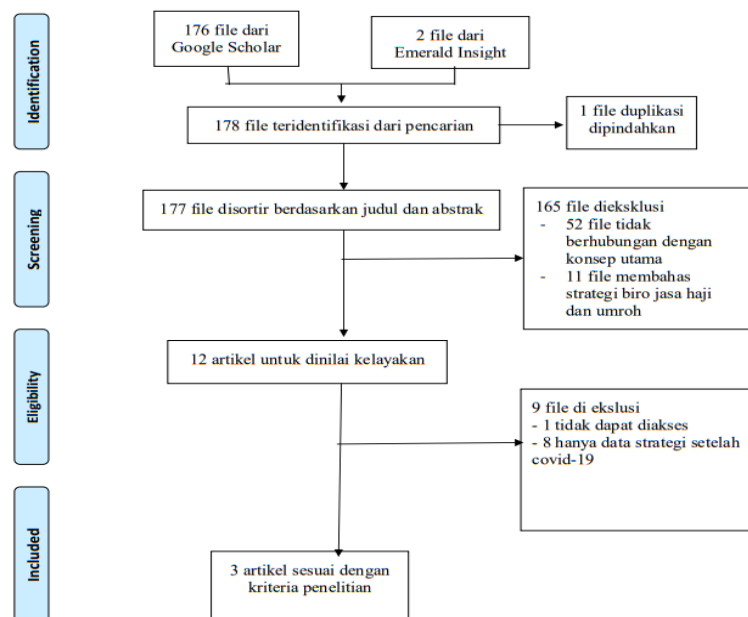 Identification
176 file dari
Google Scholar
2 file dari
Emerald Insight
178 file teridentifikasi dari pencarian
1 file duplikasi
dipindahkan
Screening
177 file disortir berdasarkan judul dan abstrak
165 file dieksklusi
- 52 file tidak
berhubungan dengan
konsep utama
- 11 file membahas
strategi biro jasa haji
dan umroh
Eligibility
12 artikel untuk dinilai kelayakan
9 file di ekslusi
- 1 tidak dapat diakses
- 8 hanya data strategi setelah
covid-19
Included
3 artikel sesuai dengan
kriteria penelitian